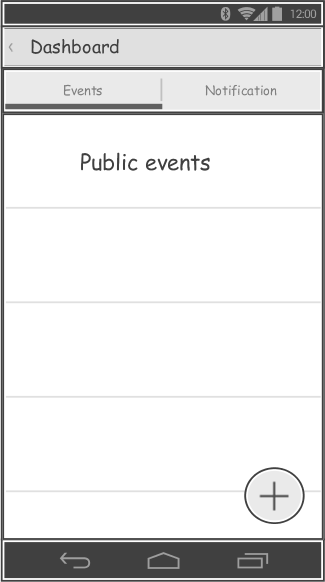 12:00
Dashboard
Events Notification
Public events